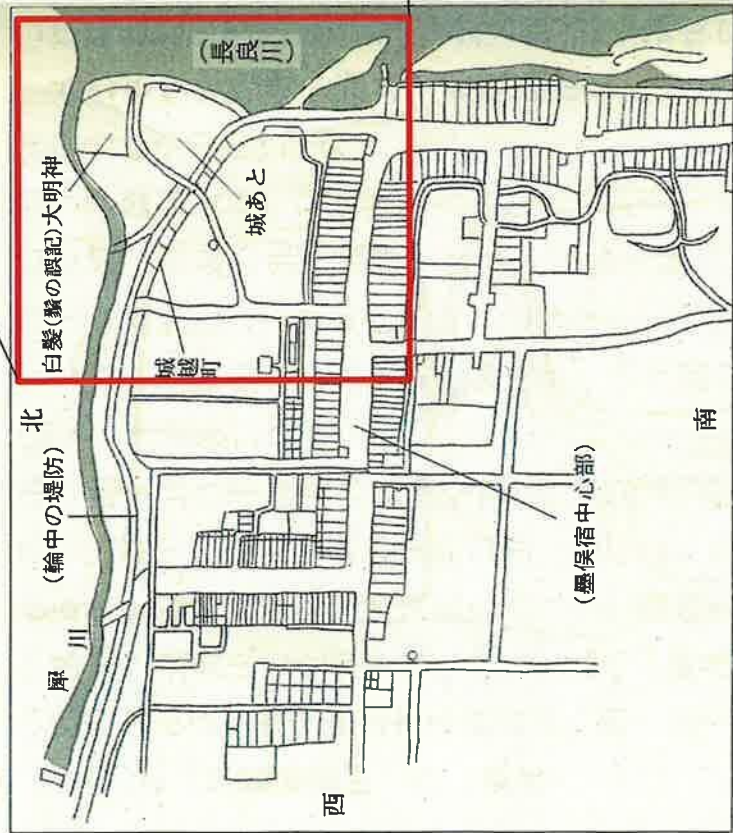 北
(長良川)
白髪(鬚の誤記)大明神
城あと
城越町
(輪中の堤防)
犀川
(墨俣宿中心部)
西
南